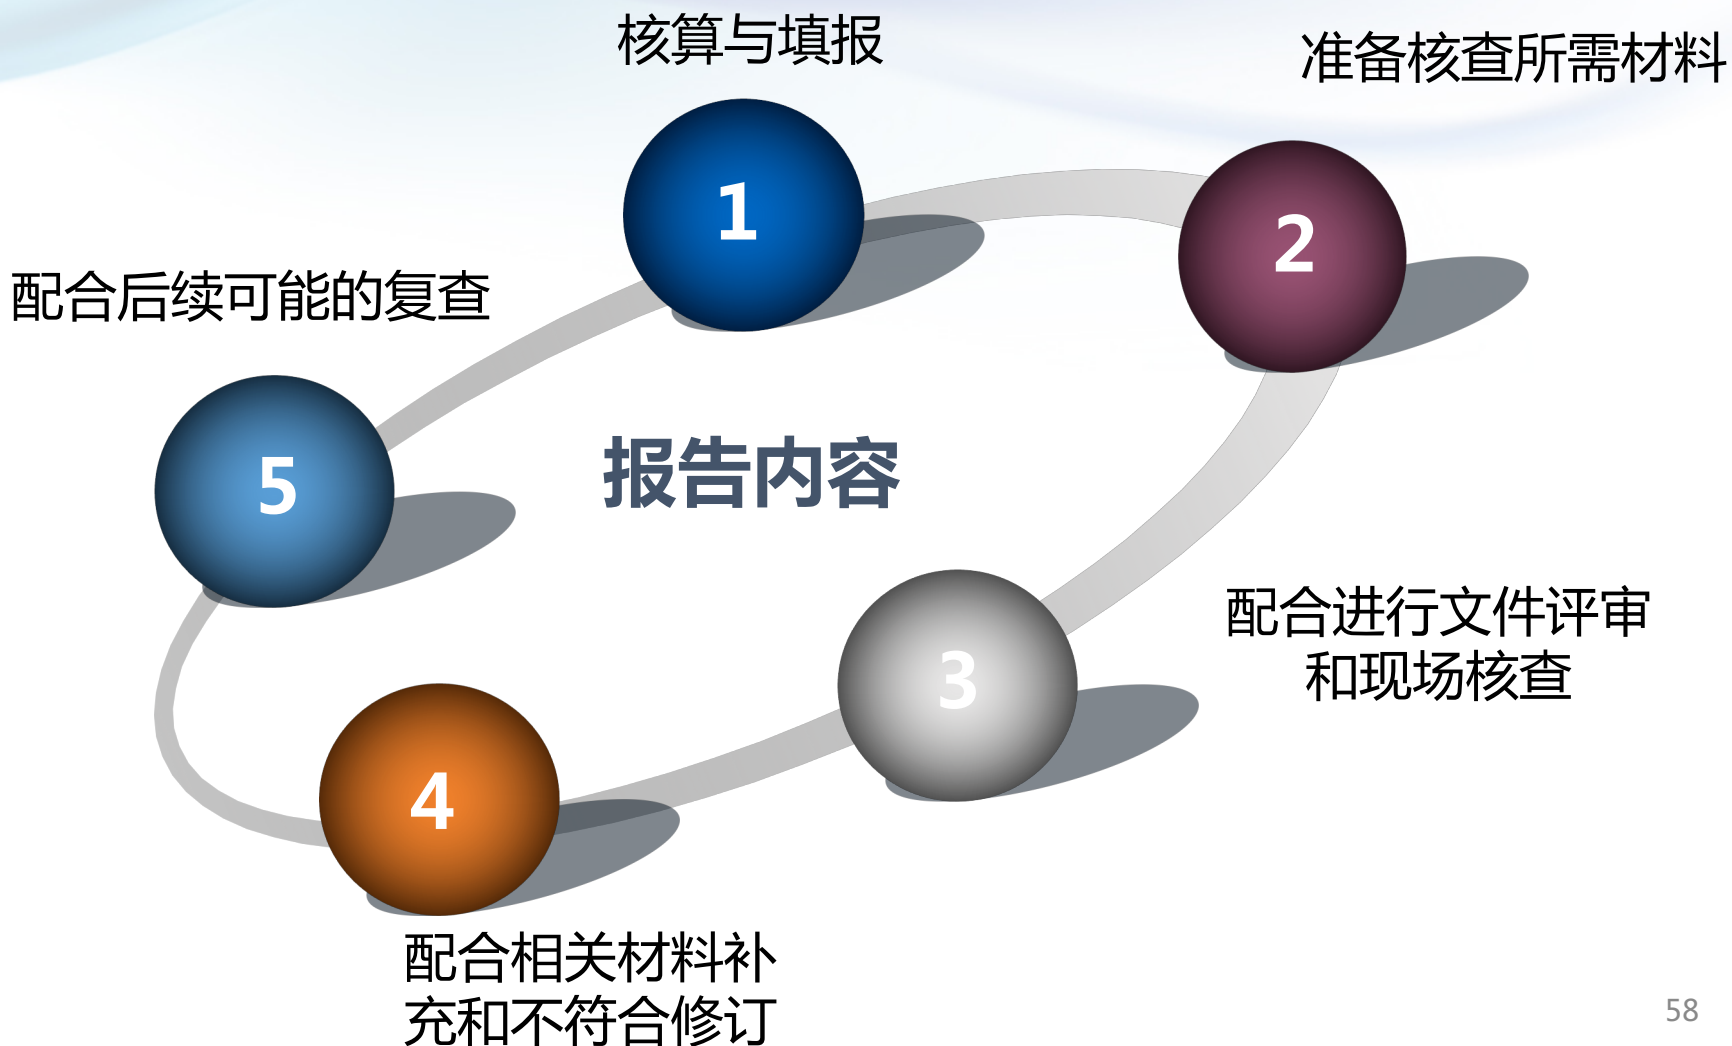 核算与填报
准备核查所需材料
1
2
配合后续可能的复查
5
报告内容
3
配合进行文件评审
和现场核查
4
配合相关材料补
充和不符合修订
58